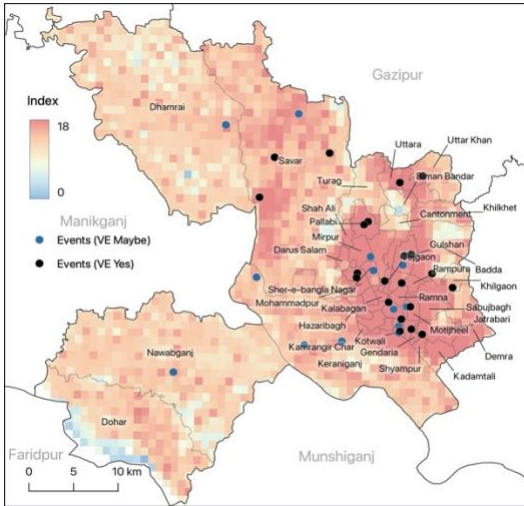 Gazipur
Index
18
0
Dhamrai
Uttara
Uttar Khan
Savar
Biman Bandar
Turag
Khilkhet
Manikganj
Shah Ali
Cantonment
Pallabi
Events (VE Maybe)
Mirpur
Gulshan
Darus Salam
Tejgaon
Events (VE Yes)
Rampura
Badda
Sher-e-bangla Nagar
Khilgaon
Mohammadpur
Kalabagan
Ramna
Sabujbagh
Jatrabari
Hazaribagh
Motijheel
Kotwali
Kamrangir Char
Gendaria
Nawabganj
Demra
Keraniganj
Shyampur
Kadamtali
Dohar
Faridpur
Munshiganj
0 5 10 km